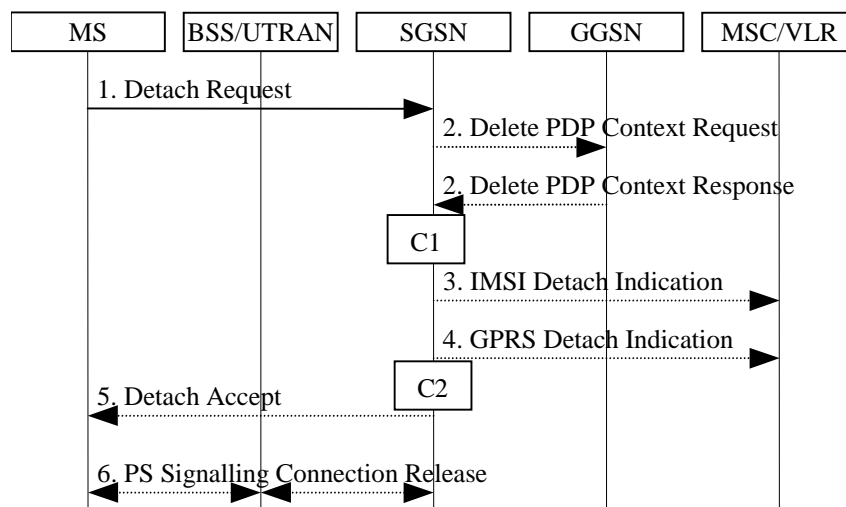 MS
BSS/UTRAN
SGSN
GGSN
MSC/VLR
1. Detach Request
2. Delete PDP Context Request
2. Delete PDP Context Response
C1
3. IMSI Detach Indication
4. GPRS Detach Indication
C2
5. Detach Accept
6. PS Signalling Connection Release